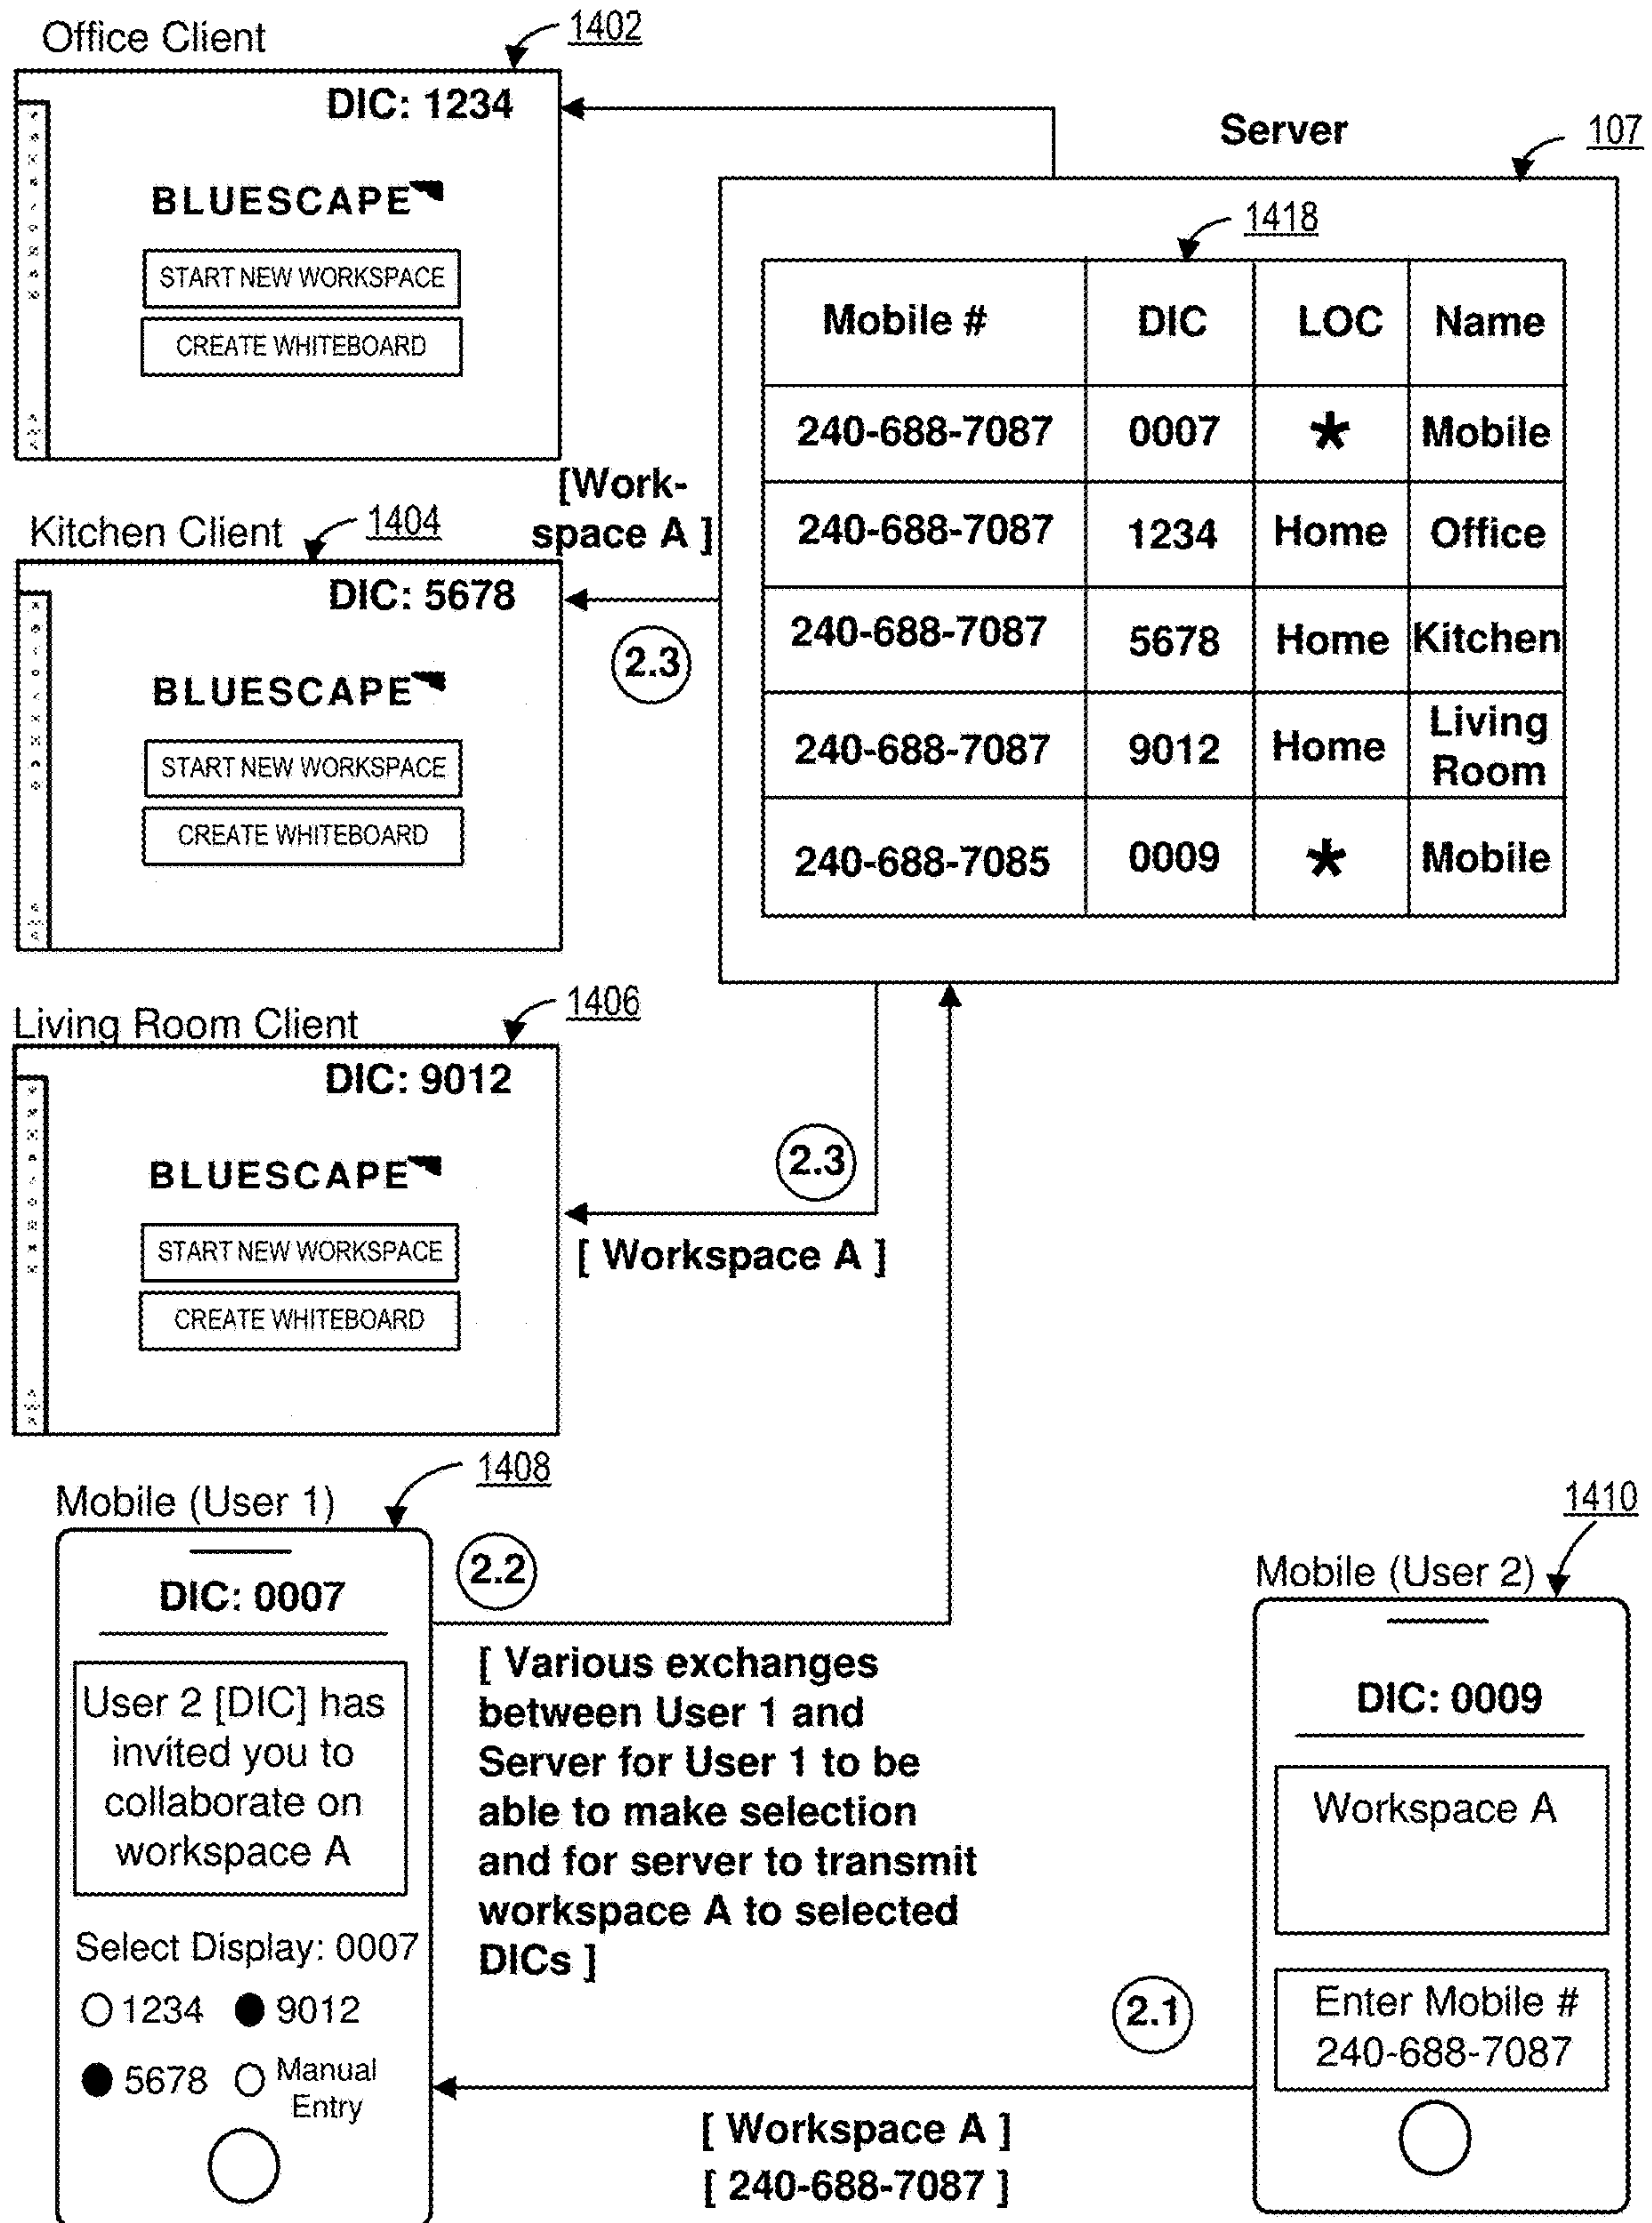 Office Client
1402
DIC: 1234
BLUESCAPE
START NEW WORKSPACE
CREATE WHITEBOARD
Server
107
1418
Mobile # DIC LOC Name
240-688-7087 0007 * Mobile
240-688-7087 1234 Home Office
240-688-7087 5678 Home Kitchen
240-688-7087 9012 Home Living
Room
240-688-7085 0009 * Mobile
[Work-
space A ]
2.3
Kitchen Client
1404
DIC: 5678
BLUESCAPE
START NEW WORKSPACE
CREATE WHITEBOARD
Living Room Client
1406
DIC: 9012
BLUESCAPE
START NEW WORKSPACE
CREATE WHITEBOARD
2.3
[ Workspace A ]
1408
Mobile (User 1)
DIC: 0007
User 2 [DIC] has
invited you to
collaborate on
workspace A
Select Display: 0007
1234 9012
5678 Manual
Entry
2.2
[ Various exchanges
between User 1 and
Server for User 1 to be
able to make selection
and for server to transmit
workspace A to selected
DICs ]
2.1
[ Workspace A ]
[ 240-688-7087 ]
1410
Mobile (User 2)
DIC: 0009
Workspace A
Enter Mobile #
240-688-7087